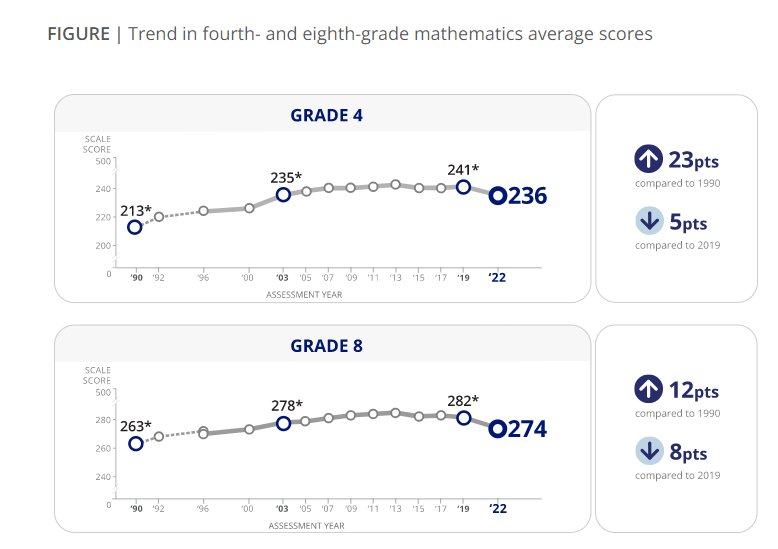 FIGURE | Trend in fourth- and eighth-grade mathematics average scores
GRADE 4
SCALE
SCORE
500
240
220
200
0
213*
235*
241*
236
'90 '92 '96 '00 '03 '05 '07 '09 '11 '13 '15 '17 '19 '22
ASSESSMENT YEAR
23pts
compared to 1990
5pts
compared to 2019
GRADE 8
SCALE
SCORE
500
280
260
240
0
263*
278*
282*
274
'90 '92 '96 '00 '03 '05 '07 '09 '11 '13 '15 '17 '19 '22
ASSESSMENT YEAR
12pts
compared to 1990
8pts
compared to 2019